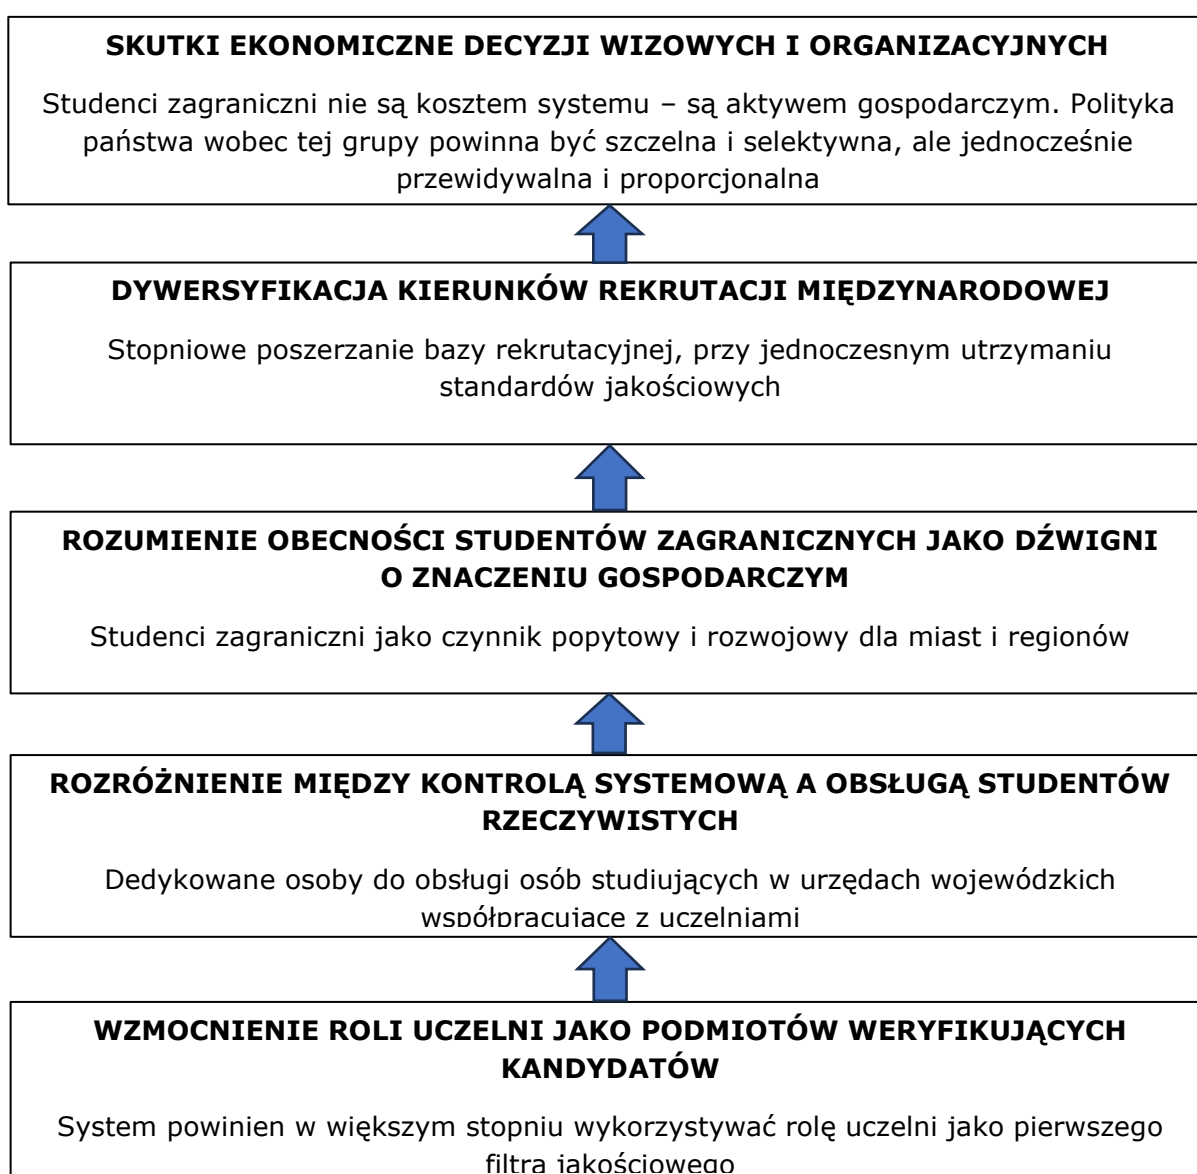 SKUTKI EKONOMICZNE DECYZJI WIZOWYCH I ORGANIZACYJNYCH
Studenci zagraniczni nie są kosztem systemu – są aktywem gospodarczym. Polityka
państwa wobec tej grupy powinna być szczelna i selektywna, ale jednocześnie
przewidywalna i proporcjonalna
DYWERSYFIKACJA KIERUNKÓW REKRUTACJI MIĘDZYNARODOWEJ
Stopniowe poszerzanie bazy rekrutacyjnej, przy jednoczesnym utrzymaniu
standardów jakościowych
ROZUMIENIE OBECNOŚCI STUDENTÓW ZAGRANICZNYCH JAKO DŹWIGNI
O ZNACZENIU GOSPODARCZYM
Studenci zagraniczni jako czynnik popytowy i rozwojowy dla miast i regionów
ROZRÓŻNIENIE MIĘDZY KONTROLĄ SYSTEMOWĄ A OBSŁUGĄ STUDENTÓW
RZECZYWISTYCH
Dedykowane osoby do obsługi osób studiujących w urzędach wojewódzkich
współpracujące z uczelniami
WZMOCNIENIE ROLI UCZELNI JAKO PODMIOTÓW WERYFIKUJĄCYCH
KANDYDATÓW
System powinien w większym stopniu wykorzystywać rolę uczelni jako pierwszego
filtra jakościowego